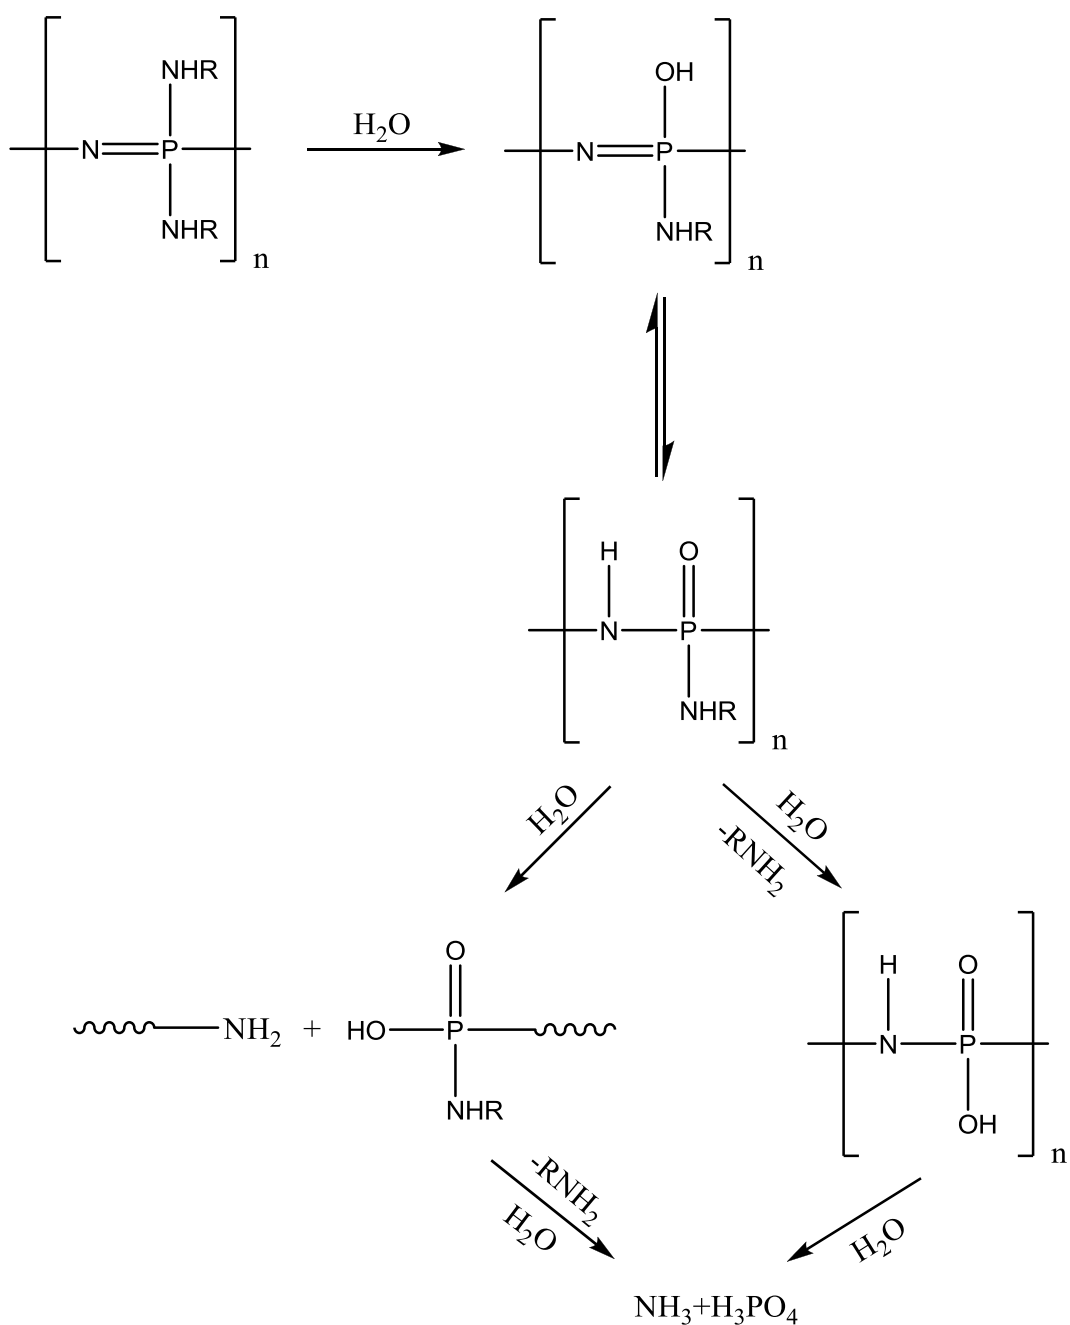 NHR
N P
NHR
n
H₂O
OH
N P
NHR
n
H O
N P
NHR
n
H₂O
H₂O
-RNH₂
O
NH₂ + HO P
NHR
H O
N P
OH
n
-RNH₂
H₂O
H₂O
NH₃+H₃PO₄